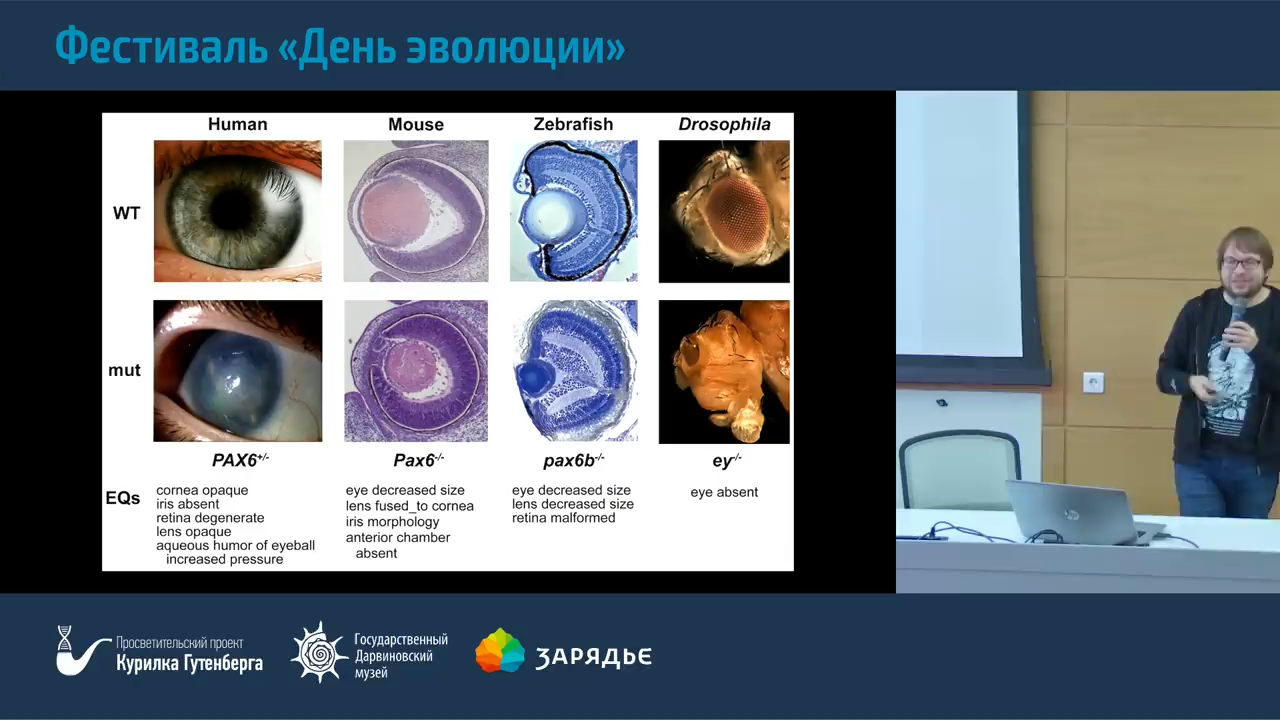 Фестиваль «День эволюции»
Human Mouse Zebrafish Drosophila
WT
mut
PAX6+/- Pax6-/- pax6b-/- ey-/-
EQs
cornea opaque
iris absent
retina degenerate
lens opaque
aqueous humor of eyeball
increased pressure
eye decreased size
lens fused_to cornea
iris morphology
anterior chamber
absent
eye decreased size
lens decreased size
retina malformed
eye absent
hp
Просветительский проект
Курилка Гутенберга
Государственный
Дарвиновский
музей
ЗАРЯДЬЕ